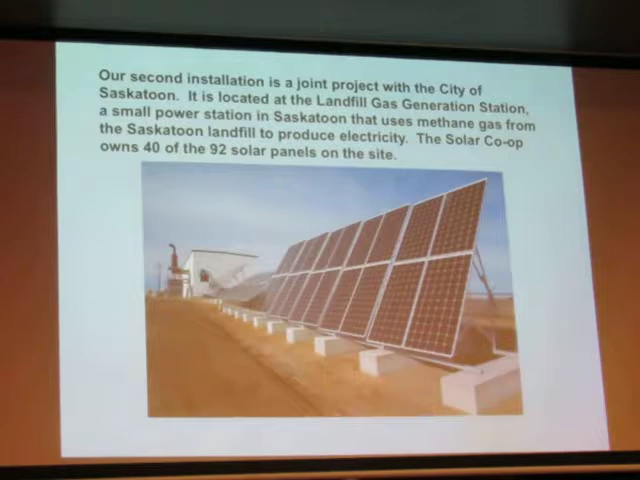 Our second installation is a joint project with the City of
Saskatoon. It is located at the Landfill Gas Generation Station,
a small power station in Saskatoon that uses methane gas from
the Saskatoon landfill to produce electricity. The Solar Co-op
owns 40 of the 92 solar panels on the site.